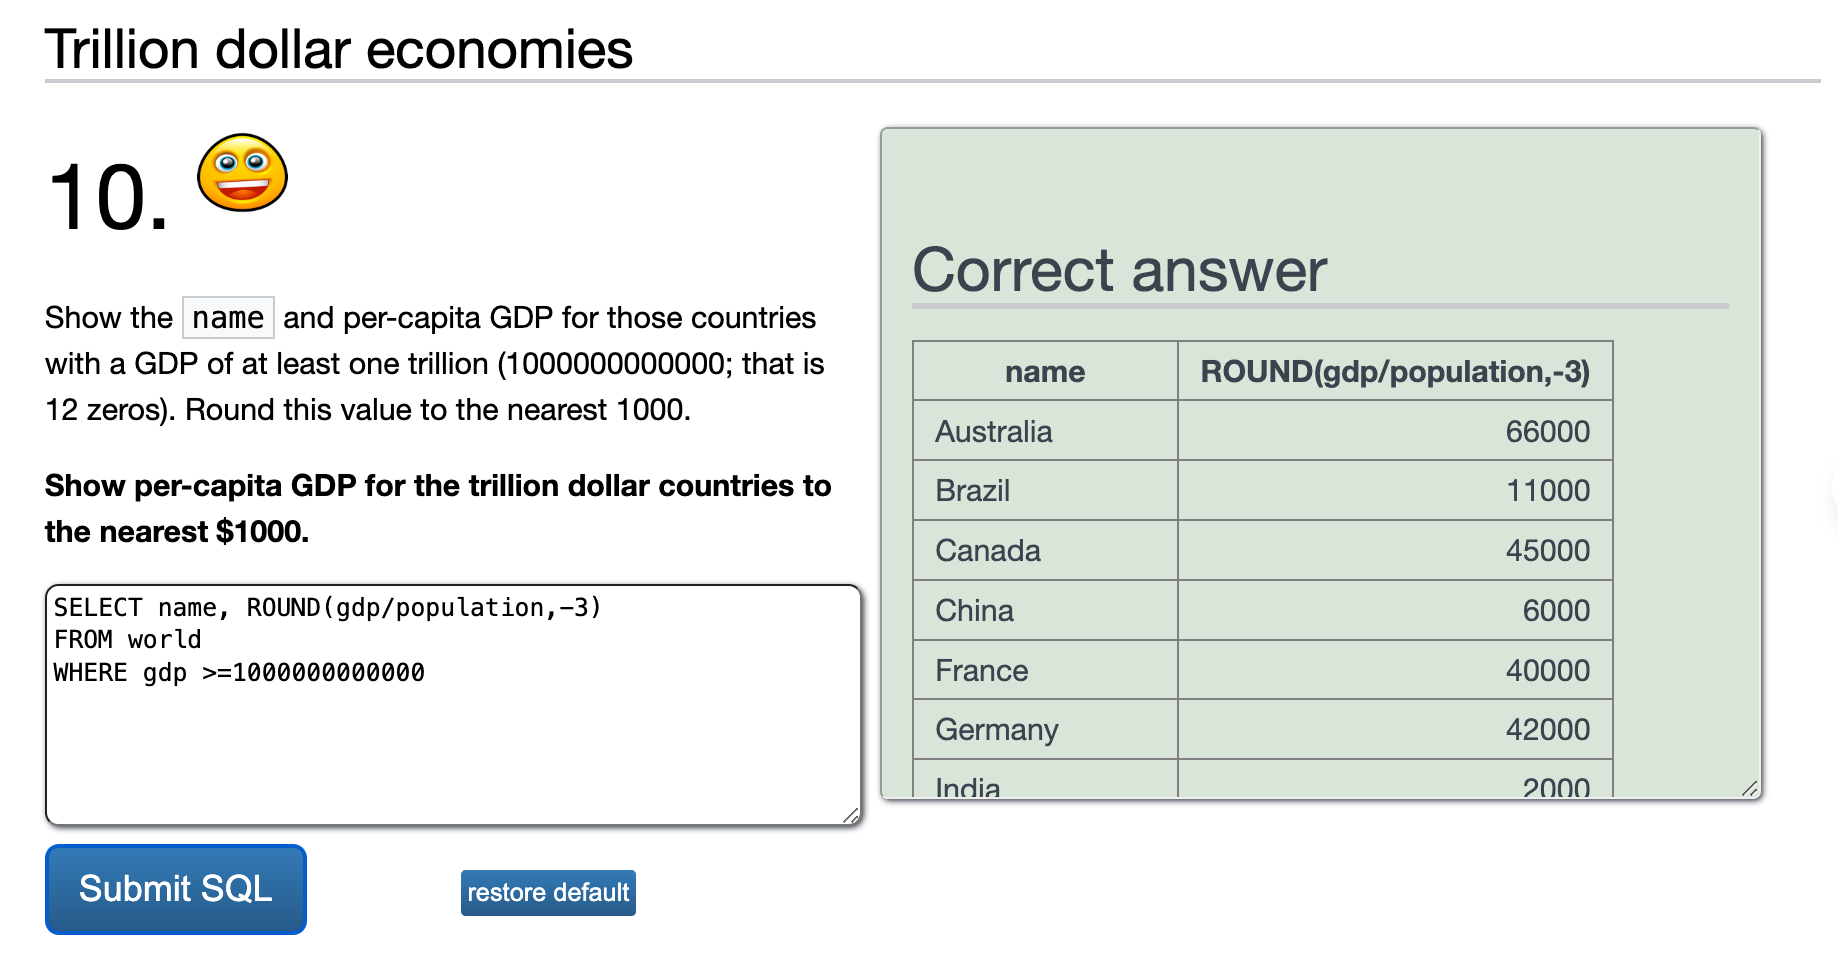 Trillion dollar economies
10.
Show the name and per-capita GDP for those countries
with a GDP of at least one trillion (1000000000000; that is
12 zeros). Round this value to the nearest 1000.
Show per-capita GDP for the trillion dollar countries to
the nearest $1000.
SELECT name, ROUND(gdp/population,-3)
FROM world
WHERE gdp >=1000000000000
Submit SQL
restore default
Correct answer
name ROUND(gdp/population,-3)
Australia 66000
Brazil 11000
Canada 45000
China 6000
France 40000
Germany 42000
India 2000